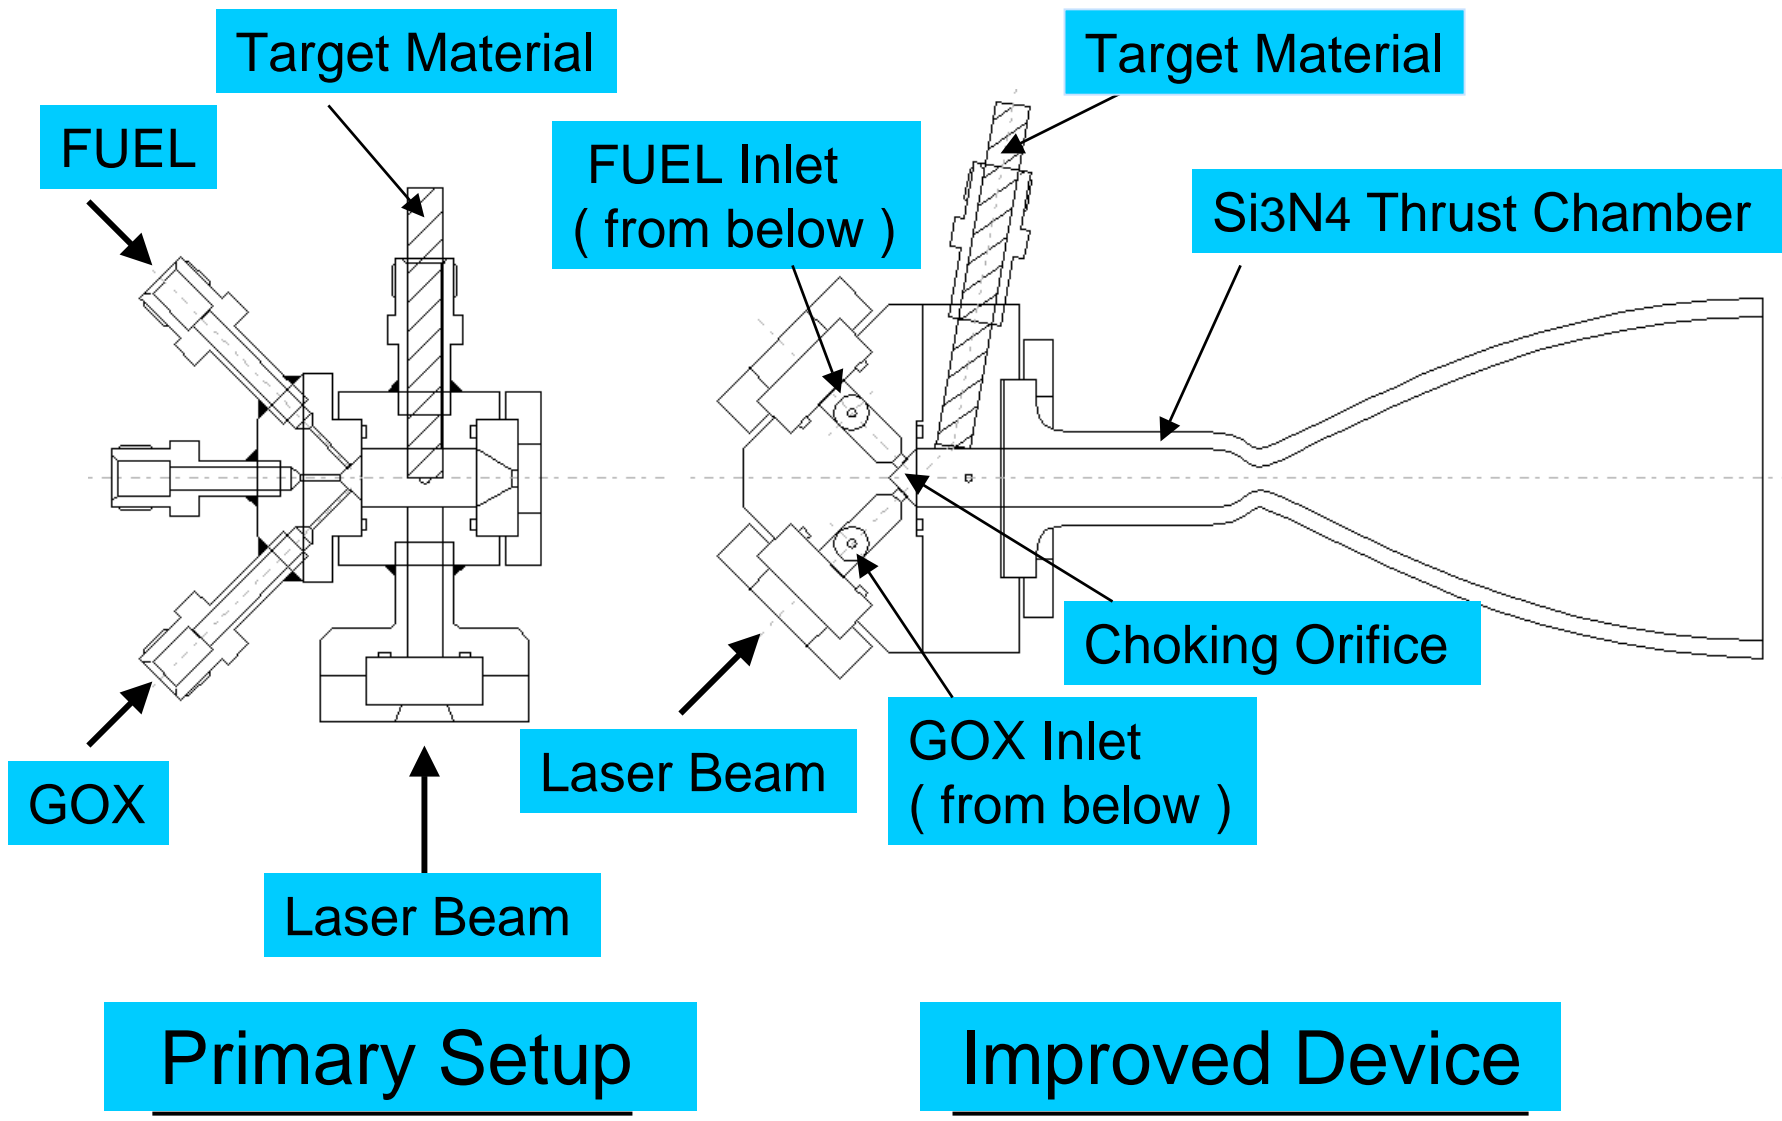 Target Material
FUEL
GOX
Laser Beam
Primary Setup
Target Material
FUEL Inlet
( from below )
Si3N4 Thrust Chamber
Choking Orifice
GOX Inlet
( from below )
Laser Beam
Improved Device